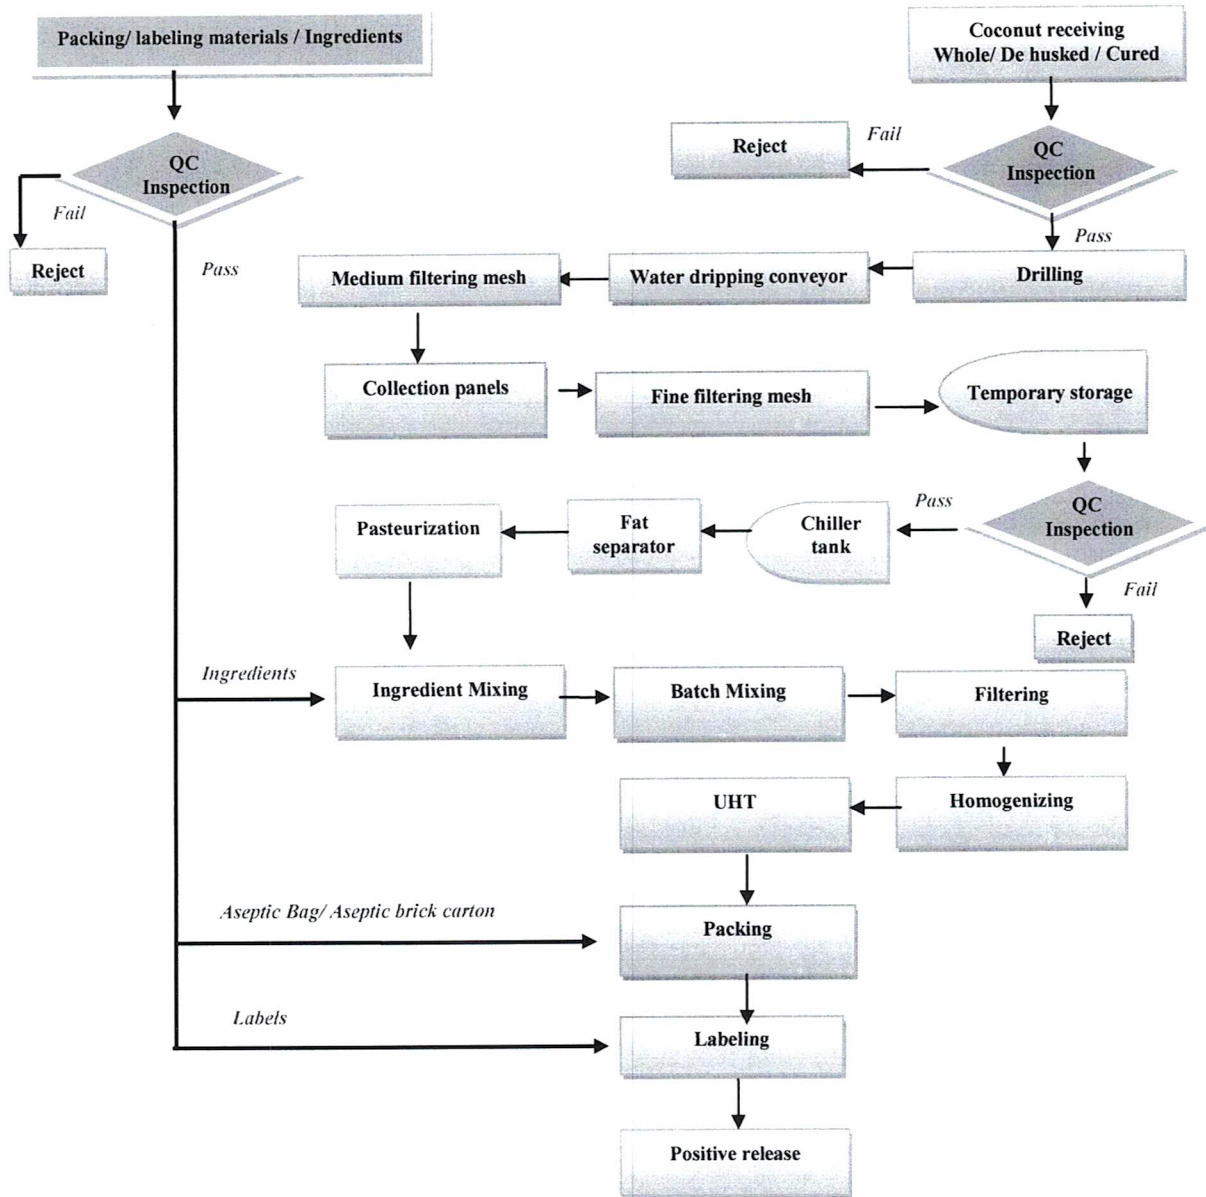 Packing/ labeling materials / Ingredients
Coconut receiving
Whole/ De husked / Cured
QC
Inspection
Fail
Reject
Pass
Reject
Fail
QC
Inspection
Pass
Medium filtering mesh
Water dripping conveyor
Drilling
Collection panels
Fine filtering mesh
Temporary storage
Pasteurization
Fat
separator
Chiller
tank
Pass
QC
Inspection
Fail
Reject
Ingredients
Ingredient Mixing
Batch Mixing
Filtering
UHT
Homogenizing
Aseptic Bag/ Aseptic brick carton
Packing
Labels
Labeling
Positive release